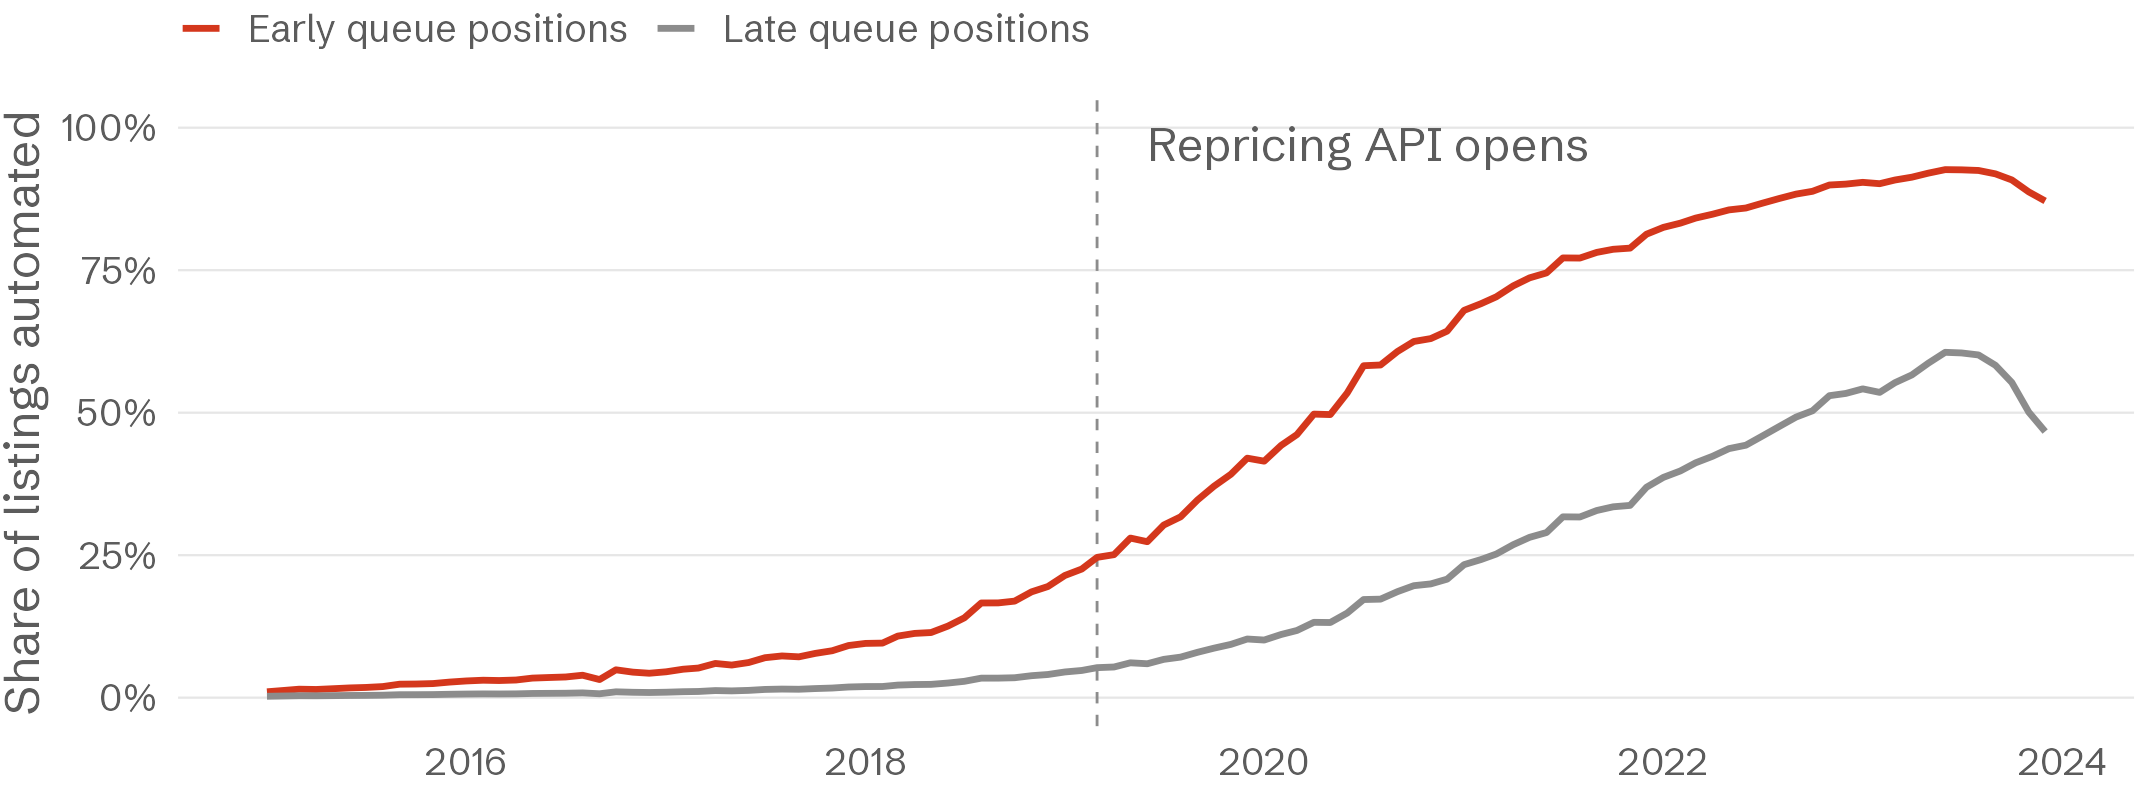 Early queue positions
Late queue positions
Share of listings automated
100%
75%
50%
25%
0%
Repricing API opens
2016
2018
2020
2022
2024